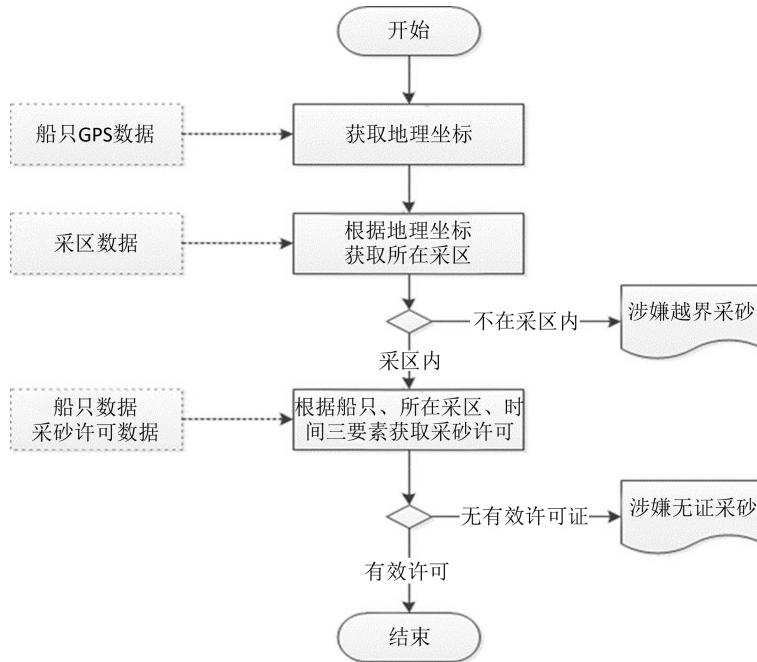 开始
船只GPS数据
获取地理坐标
采区数据
根据地理坐标
获取所在采区
不在采区内
涉嫌越界采砂
采区内
船只数据
采砂许可数据
根据船只、所在采区、时
间三要素获取采砂许可
无有效许可证
涉嫌无证采砂
有效许可
结束